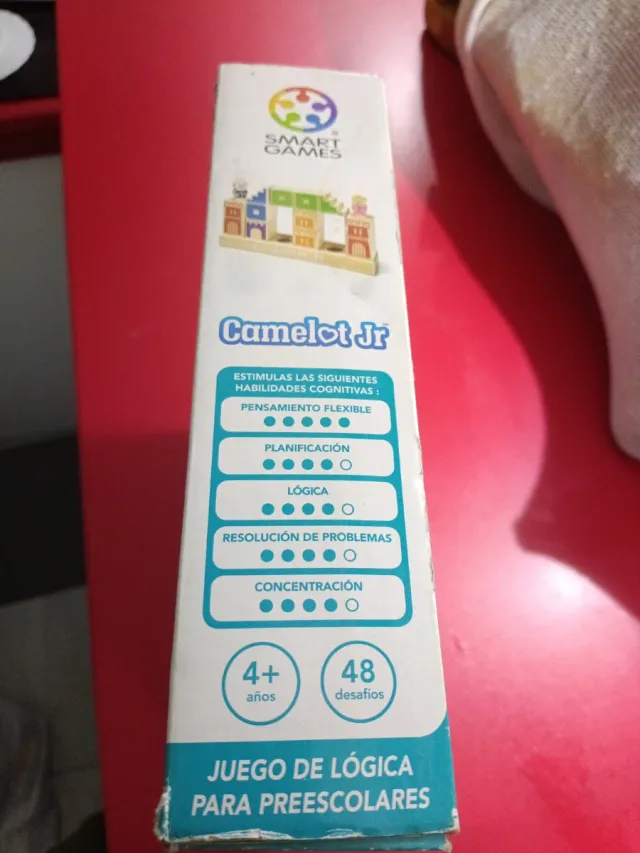 SMART
GAMES
Camelot Jr
ESTIMULAS LAS SIGUIENTES
HABILIDADES COGNITIVAS :
PENSAMIENTO FLEXIBLE
PLANIFICACIÓN
LÓGICA
RESOLUCIÓN DE PROBLEMAS
CONCENTRACIÓN
4+
años
48
desafíos
JUEGO DE LÓGICA
PARA PREESCOLARES